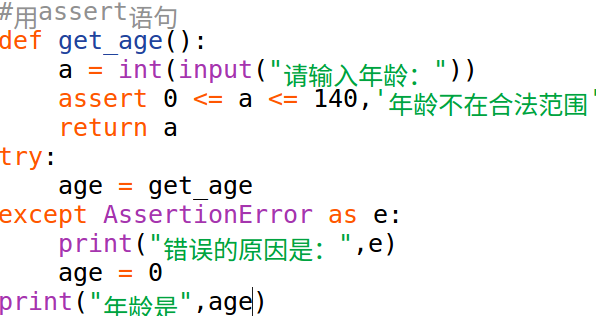 #用assert语句
def get_age():
    a = int(input("请输入年龄："))
    assert 0 <= a <= 140,'年龄不在合法范围'
    return a
try:
    age = get_age
except AssertionError as e:
    print("错误的原因是：",e)
    age = 0
print("年龄是",age)